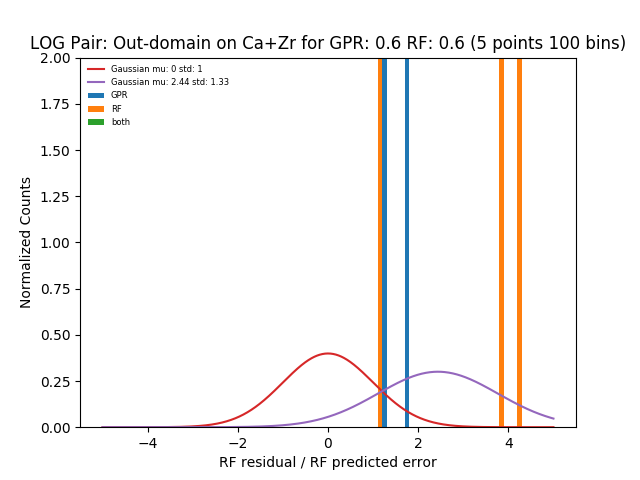 LOG Pair: Out-domain on Ca+Zr for GPR: 0.6 RF: 0.6 (5 points 100 bins)
2.00
1.75
1.50
1.25
1.00
0.75
0.50
0.25
0.00
Normalized Counts
Gaussian mu: 0 std: 1
Gaussian mu: 2.44 std: 1.33
GPR
RF
both
−4
−2
0
2
4
RF residual / RF predicted error